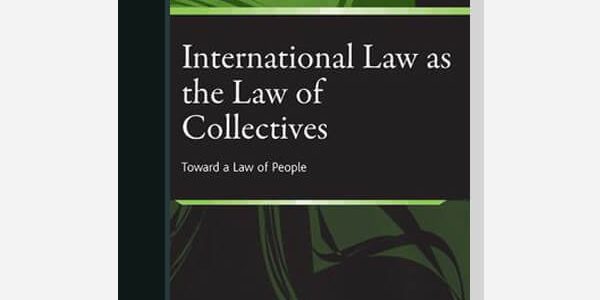 International Law as
the Law of
Collectives
Toward a Law of People